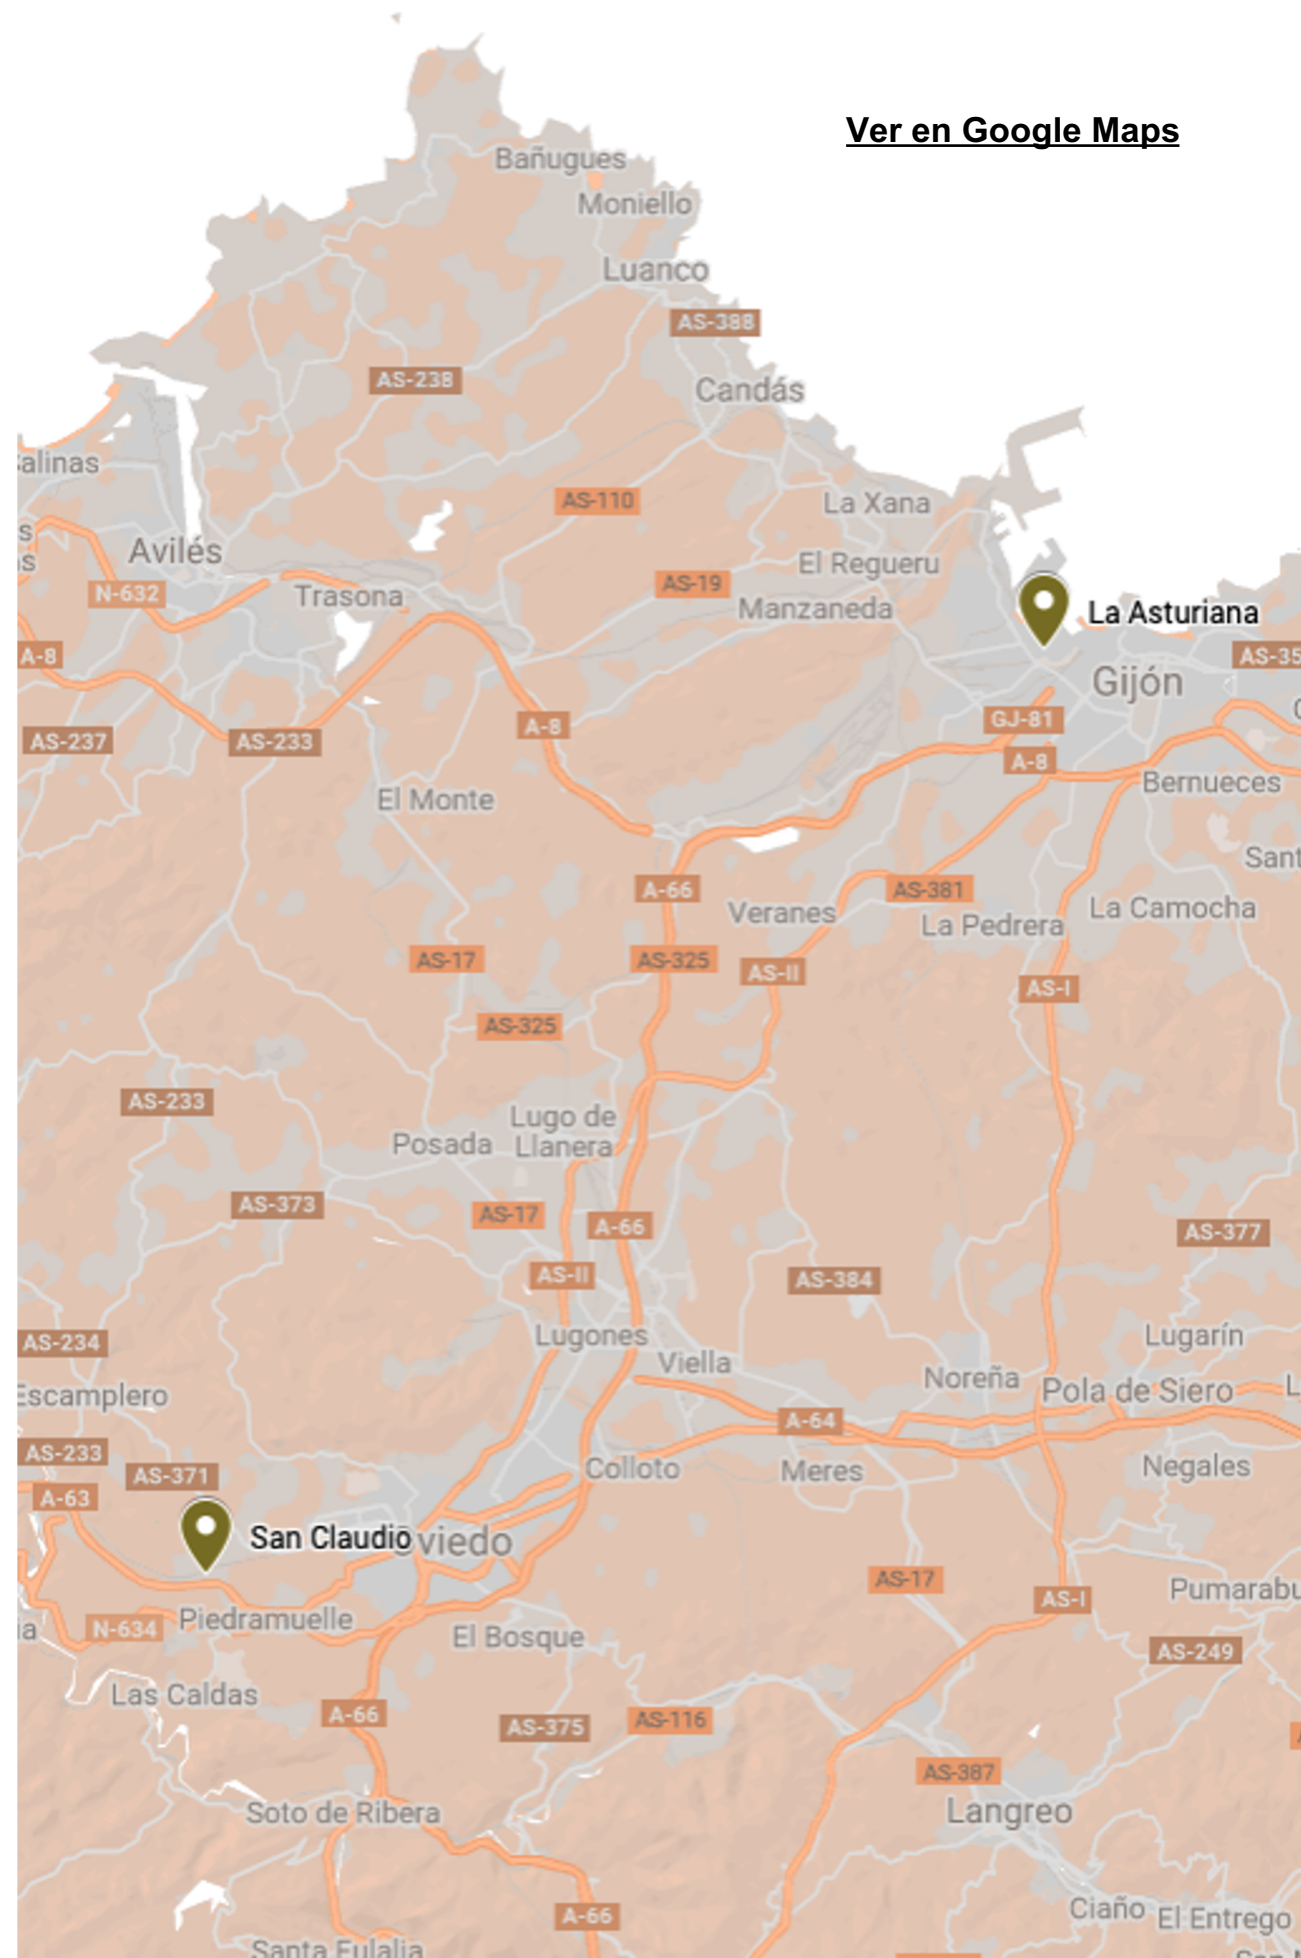 Ver en Google Maps
Bañugues
Moniello
Luanco
AS-388
AS-238
Candás
alinas
AS-110
La Xana
s
as
Avilés
El Regueru
N-632
Trasona
AS-19
Manzaneda
La Asturiana
A-8
AS-35
Gijón
AS-237
AS-233
A-8
GJ-81
A-8
Bernueces
El Monte
Sant
A-66
AS-381
Veranes
La Camocha
La Pedrera
AS-17
AS-325
AS-II
AS-I
AS-325
AS-233
Lugo de
Llanera
Posada
AS-373
AS-17
A-66
AS-377
AS-II
AS-384
AS-234
Lugones
Lugarín
Viella
Noreña
Pola de Siero
L
Escamplero
A-64
AS-233
AS-371
Colloto
Meres
Negales
A-63
San Claudio
viedo
AS-17
AS-I
Pumarabu
ia
N-634
Piedramuelle
El Bosque
AS-249
Las Caldas
A-66
AS-375
AS-116
AS-387
Soto de Ribera
Langreo
A-66
Ciaño
El Entrego
Santa Eulalia